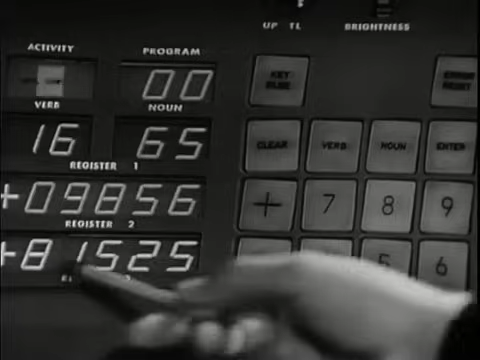 UP TL
BRIGHTNESS
ACTIVITY
PROGRAM
00
KEY
ERROR
RESET
VERB
NOUN
16
65
CLEAR
VERB
NOUN
ENTER
REGISTER 1
+09856
+
7
8
9
REGISTER 2
+81525
5
6